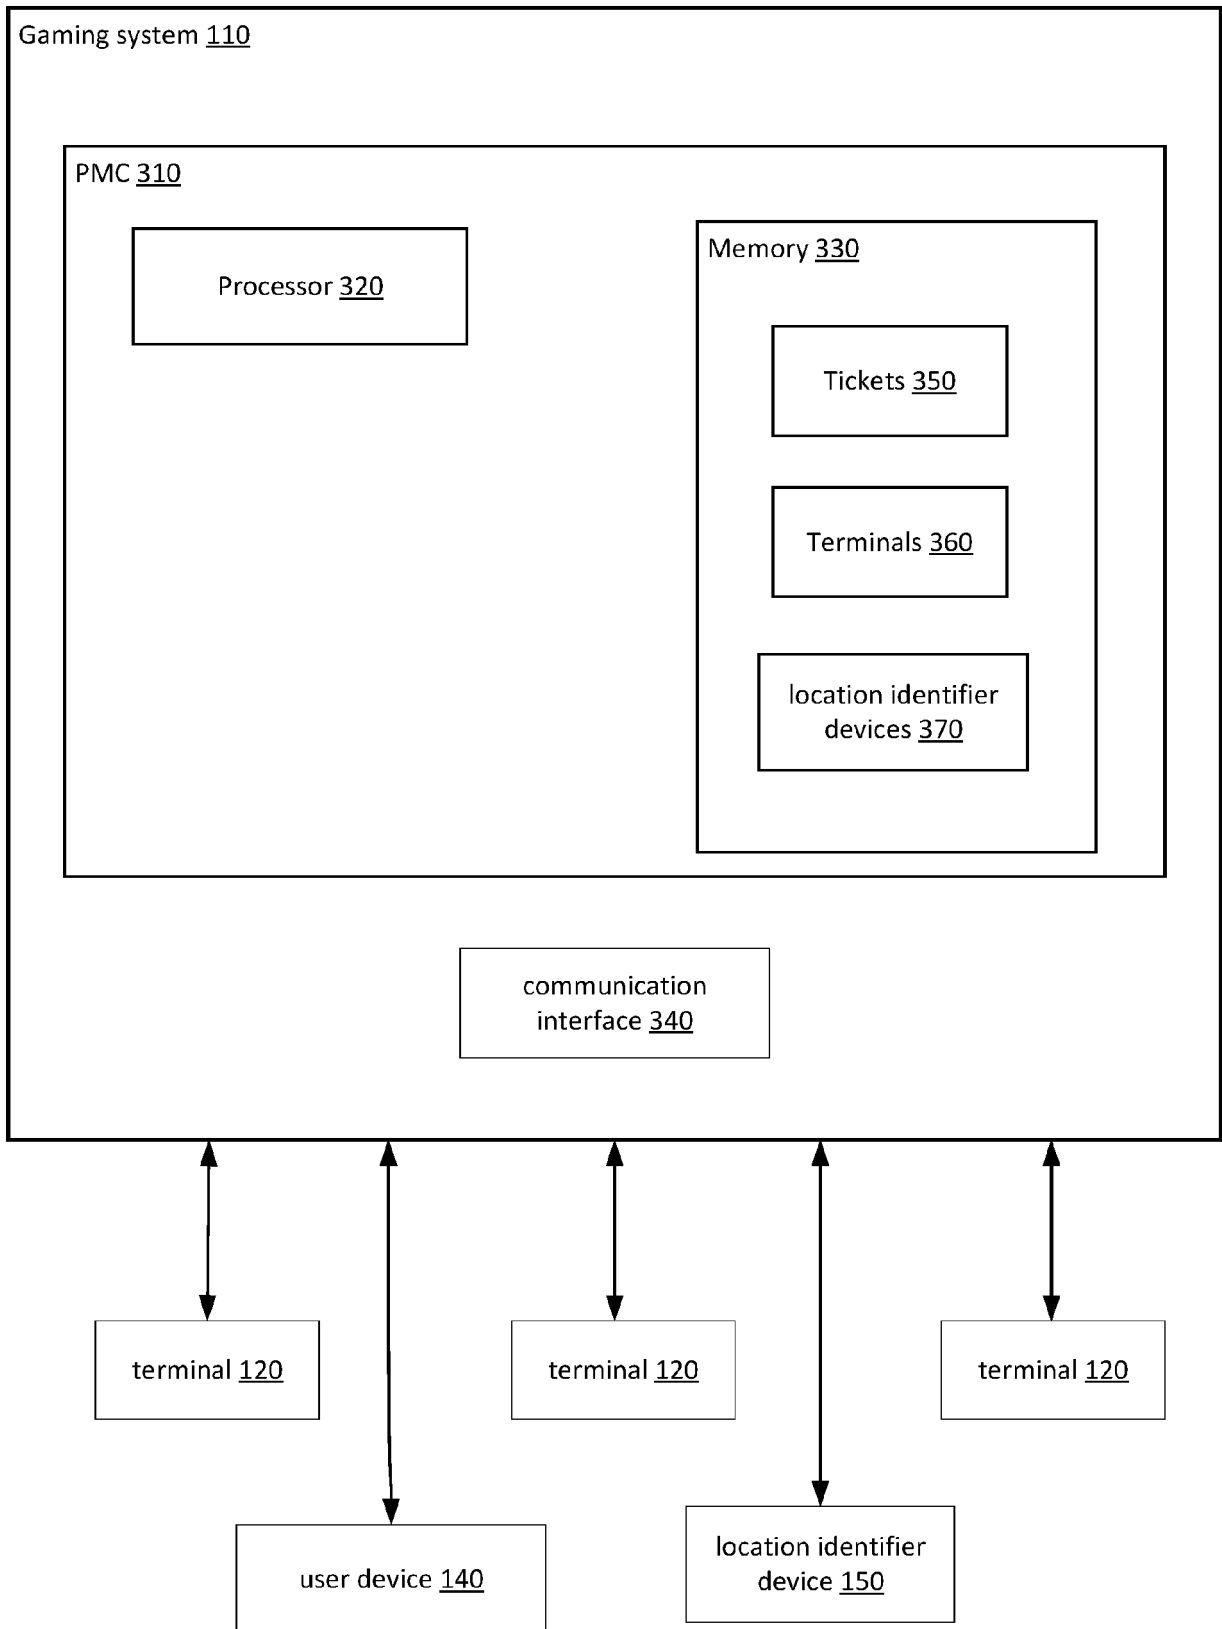 Gaming system 110
PMC 310
Processor 320
Memory 330
Tickets 350
Terminals 360
location identifier
devices 370
communication
interface 340
terminal 120
terminal 120
terminal 120
user device 140
location identifier
device 150